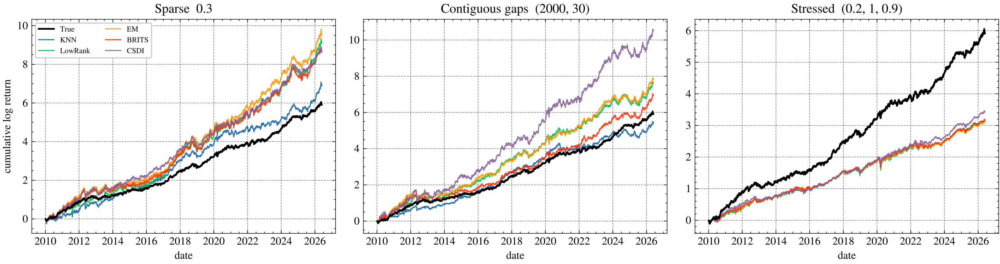 Sparse 0.3
cumulative log return
10
8
6
4
2
0
True
KNN
LowRank
EM
BRITS
CSDI
2010 2012 2014 2016 2018 2020 2022 2024 2026
date
Contiguous gaps (2000, 30)
10
8
6
4
2
0
2010 2012 2014 2016 2018 2020 2022 2024 2026
date
Stressed (0.2, 1, 0.9)
6
5
4
3
2
1
0
2010 2012 2014 2016 2018 2020 2022 2024 2026
date